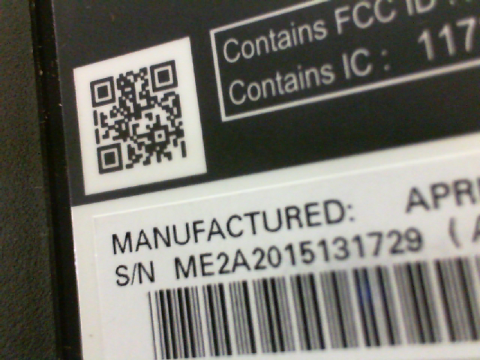 Contains FCC ID
Contains IC : 117
MANUFACTURED: APR
S/N ME2A2015131729 (A